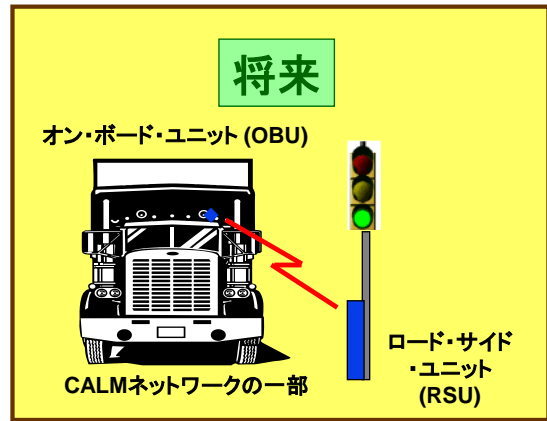 将来
オン・ボード・ユニット (OBU)
ロード・サイド
・ユニット
(RSU)
CALMネットワークの一部